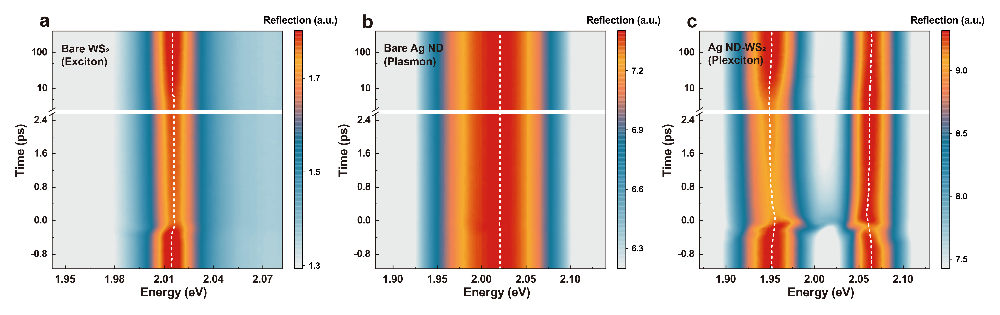 a
Reflection (a.u.)
Bare WS₂
(Exciton)
100
10
2.4
1.6
0.8
0.0
-0.8
Time (ps)
1.95
1.98
2.01
2.04
2.07
Energy (eV)
1.7
1.5
1.3
b
Reflection (a.u.)
Bare Ag ND
(Plasmon)
100
10
2.4
1.6
0.8
0.0
-0.8
Time (ps)
1.90
1.95
2.00
2.05
2.10
Energy (eV)
7.2
6.9
6.6
6.3
c
Reflection (a.u.)
Ag ND-WS₂
(Plexciton)
100
10
2.4
1.6
0.8
0.0
-0.8
Time (ps)
1.90
1.95
2.00
2.05
2.10
Energy (eV)
9.0
8.5
8.0
7.5